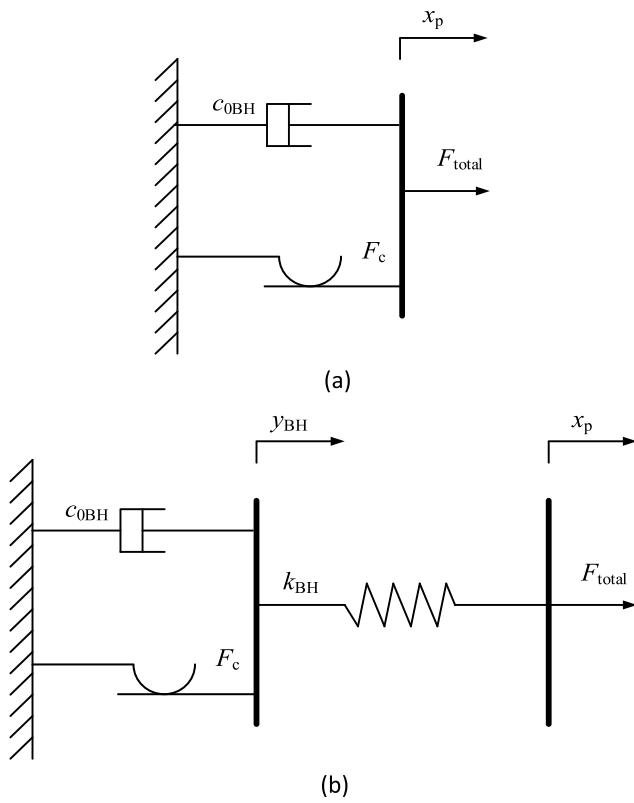 x_p
c_0BH
F_total
F_c
(a)
y_BH
x_p
c_0BH
k_BH
F_total
F_c
(b)